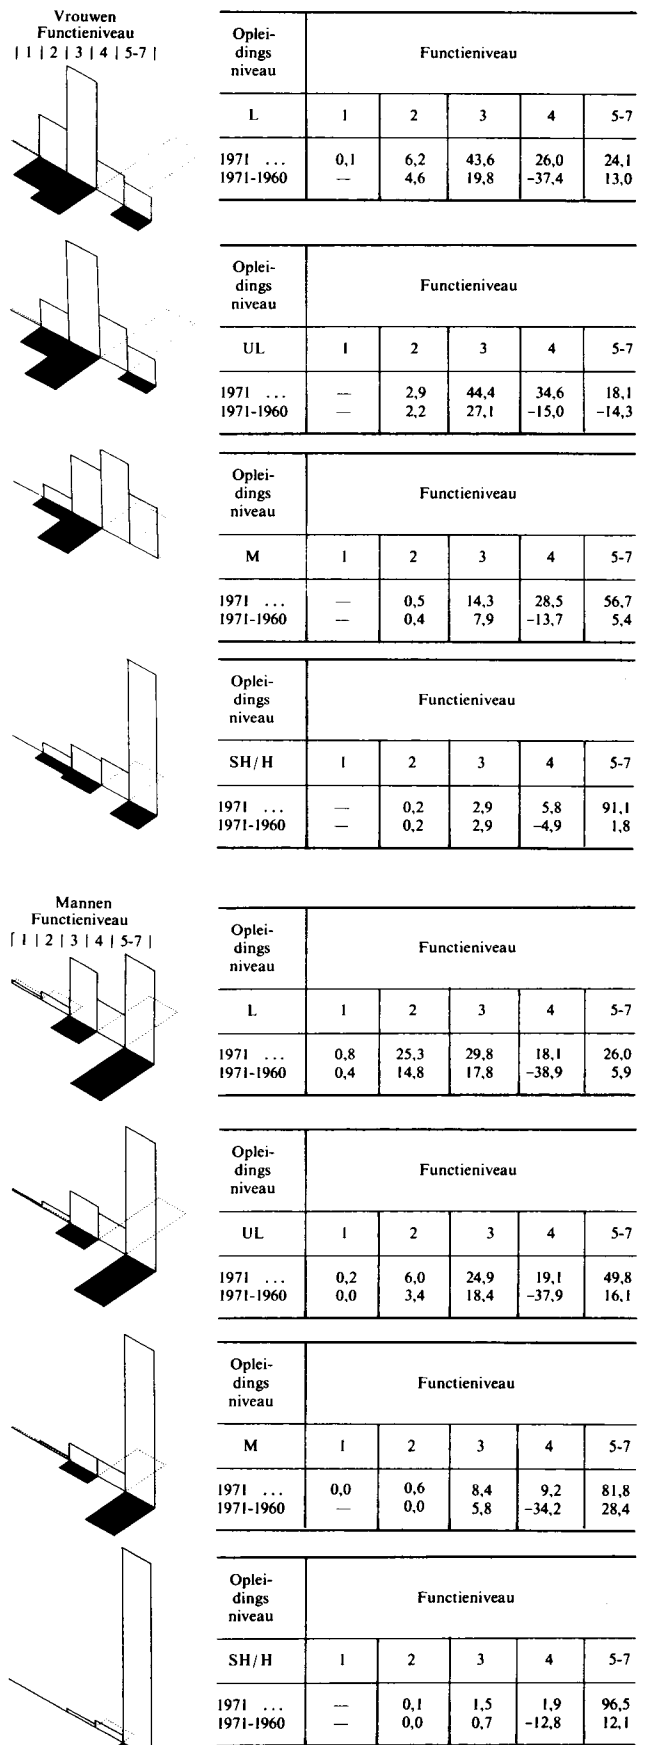 Vrouwen
Functieniveau
| 1 | 2 | 3 | 4 | 5-7 |
Oplei-
dings
niveau
Functieniveau
L 1 2 3 4 5-7
1971 ... 0,1 6,2 43,6 26,0 24,1
1971-1960 — 4,6 19,8 -37,4 13,0
Oplei-
dings
niveau
Functieniveau
UL 1 2 3 4 5-7
1971 ... — 2,9 44,4 34,6 18,1
1971-1960 — 2,2 27,1 -15,0 -14,3
Oplei-
dings
niveau
Functieniveau
M 1 2 3 4 5-7
1971 ... — 0,5 14,3 28,5 56,7
1971-1960 — 0,4 7,9 -13,7 5,4
Oplei-
dings
niveau
Functieniveau
SH/H 1 2 3 4 5-7
1971 ... — 0,2 2,9 5,8 91,1
1971-1960 — 0,2 2,9 -4,9 1,8
Mannen
Functieniveau
| 1 | 2 | 3 | 4 | 5-7 |
Oplei-
dings
niveau
Functieniveau
L 1 2 3 4 5-7
1971 ... 0,8 25,3 29,8 18,1 26,0
1971-1960 0,4 14,8 17,8 -38,9 5,9
Oplei-
dings
niveau
Functieniveau
UL 1 2 3 4 5-7
1971 ... 0,2 6,0 24,9 19,1 49,8
1971-1960 0,0 3,4 18,4 -37,9 16,1
Oplei-
dings
niveau
Functieniveau
M 1 2 3 4 5-7
1971 ... 0,0 0,6 8,4 9,2 81,8
1971-1960 — 0,0 5,8 -34,2 28,4
Oplei-
dings
niveau
Functieniveau
SH/H 1 2 3 4 5-7
1971 ... — 0,1 1,5 1,9 96,5
1971-1960 — 0,0 0,7 -12,8 12,1